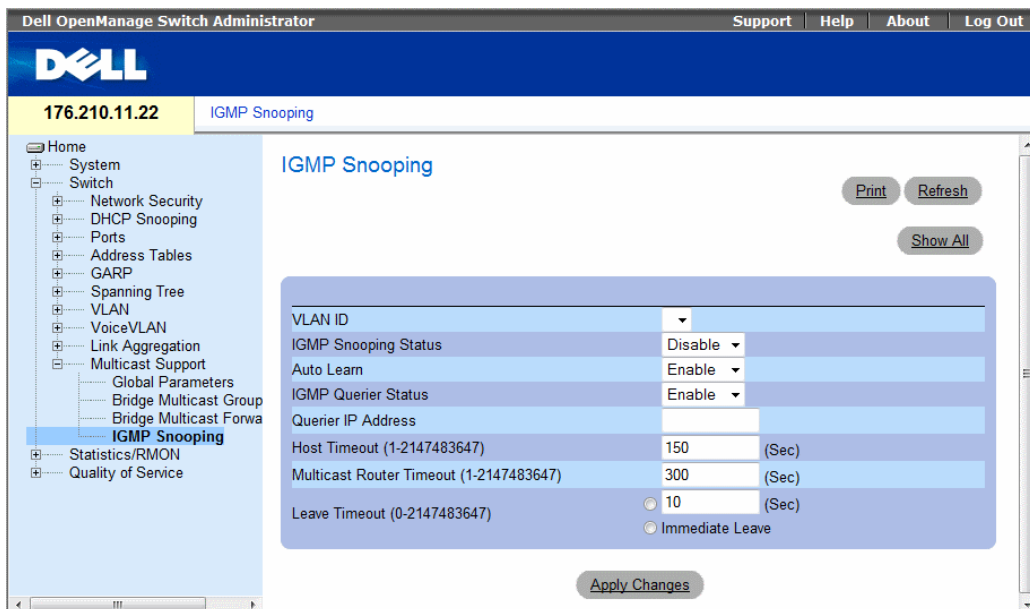 Dell OpenManage Switch Administrator Support Help About Log Out
DELL
176.210.11.22 IGMP Snooping
Home
System
Switch
Network Security
DHCP Snooping
Ports
Address Tables
GARP
Spanning Tree
VLAN
VoiceVLAN
Link Aggregation
Multicast Support
Global Parameters
Bridge Multicast Group
Bridge Multicast Forwa
IGMP Snooping
Statistics/RMON
Quality of Service
IGMP Snooping
Print Refresh
Show All
VLAN ID
IGMP Snooping Status Disable
Auto Learn Enable
IGMP Querier Status Enable
Querier IP Address
Host Timeout (1-2147483647) 150 (Sec)
Multicast Router Timeout (1-2147483647) 300 (Sec)
Leave Timeout (0-2147483647) 10 (Sec)
Immediate Leave
Apply Changes